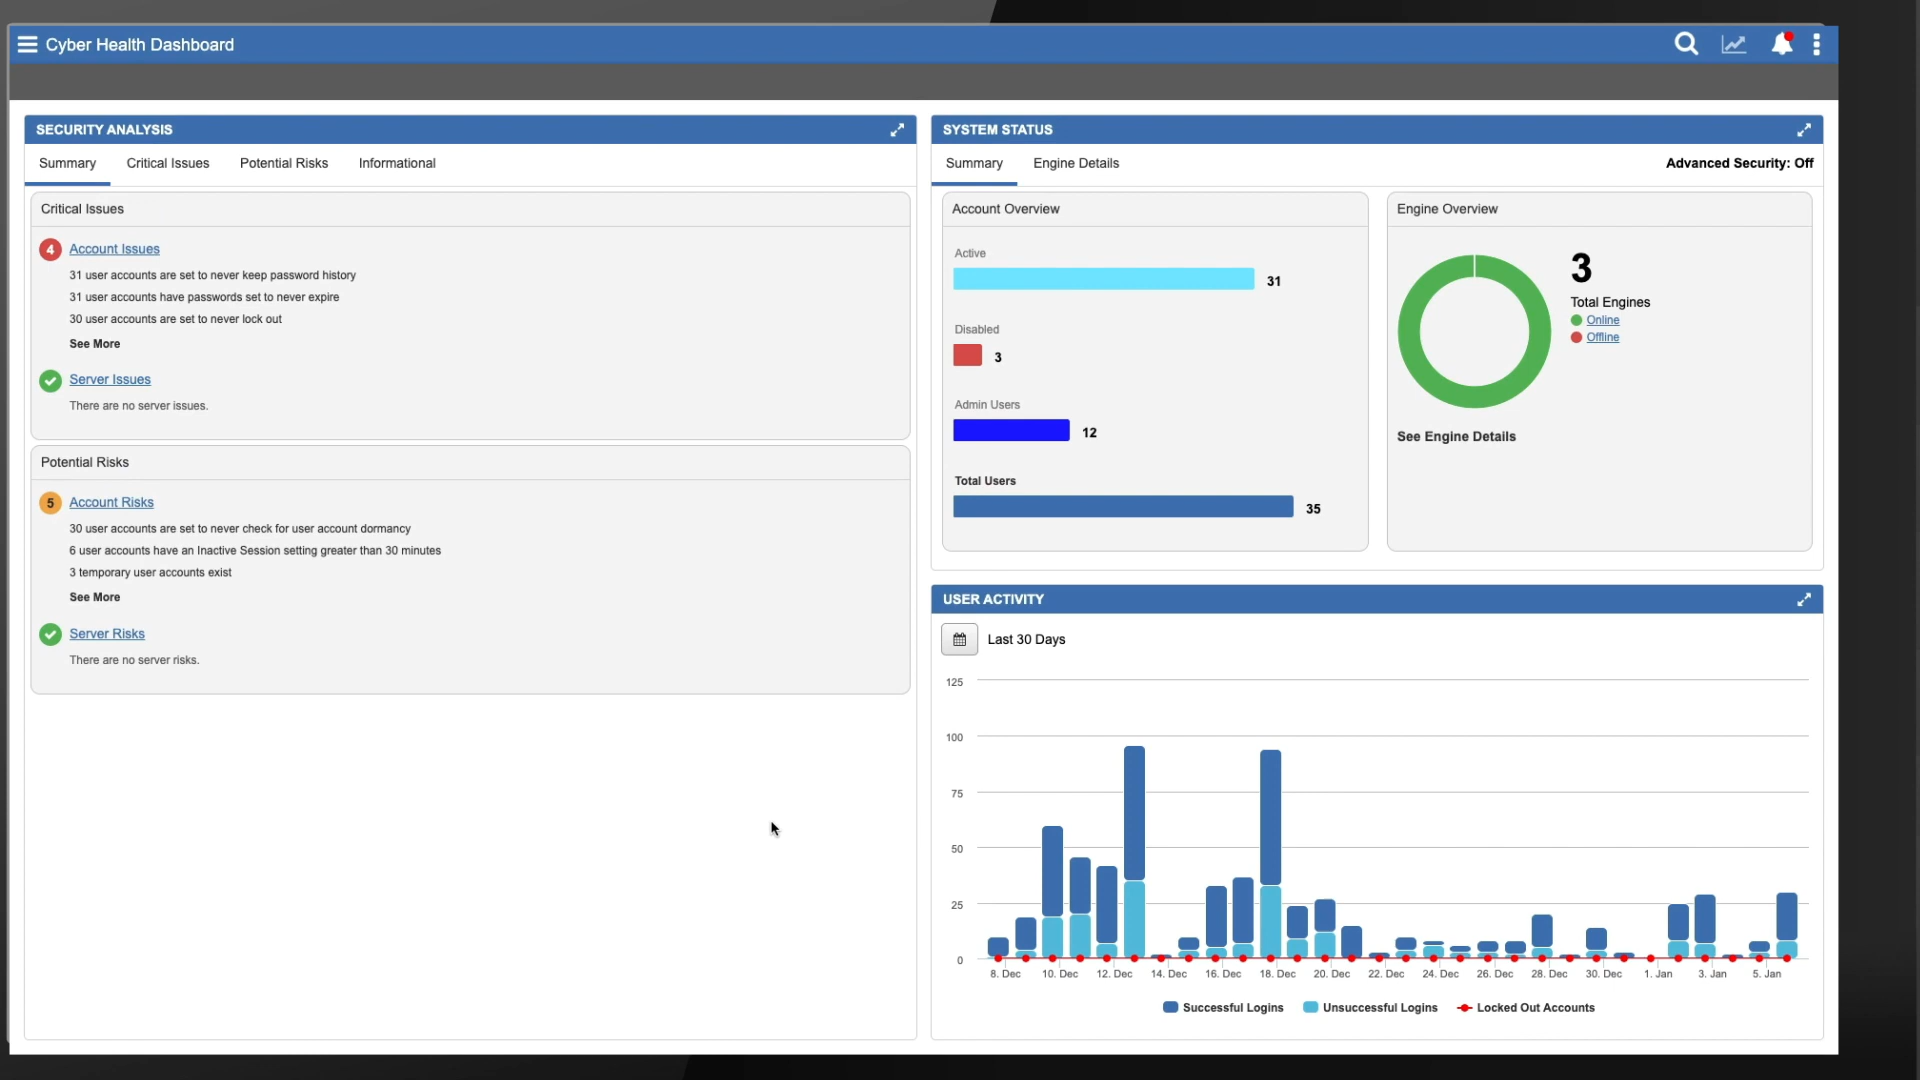 Cyber Health Dashboard
SECURITY ANALYSIS
Summary Critical Issues Potential Risks Informational
Critical Issues
4 Account Issues
31 user accounts are set to never keep password history
31 user accounts have passwords set to never expire
30 user accounts are set to never lock out
See More
Server Issues
There are no server issues.
Potential Risks
5 Account Risks
30 user accounts are set to never check for user account dormancy
6 user accounts have an Inactive Session setting greater than 30 minutes
3 temporary user accounts exist
See More
Server Risks
There are no server risks.
SYSTEM STATUS
Summary Engine Details Advanced Security: Off
Account Overview
Active
31
Disabled
3
Admin Users
12
Total Users
35
Engine Overview
3
Total Engines
Online
Offline
See Engine Details
USER ACTIVITY
Last 30 Days
125
100
75
50
25
0
8. Dec 10. Dec 12. Dec 14. Dec 16. Dec 18. Dec 20. Dec 22. Dec 24. Dec 26. Dec 28. Dec 30. Dec 1. Jan 3. Jan 5. Jan
Successful Logins Unsuccessful Logins Locked Out Accounts